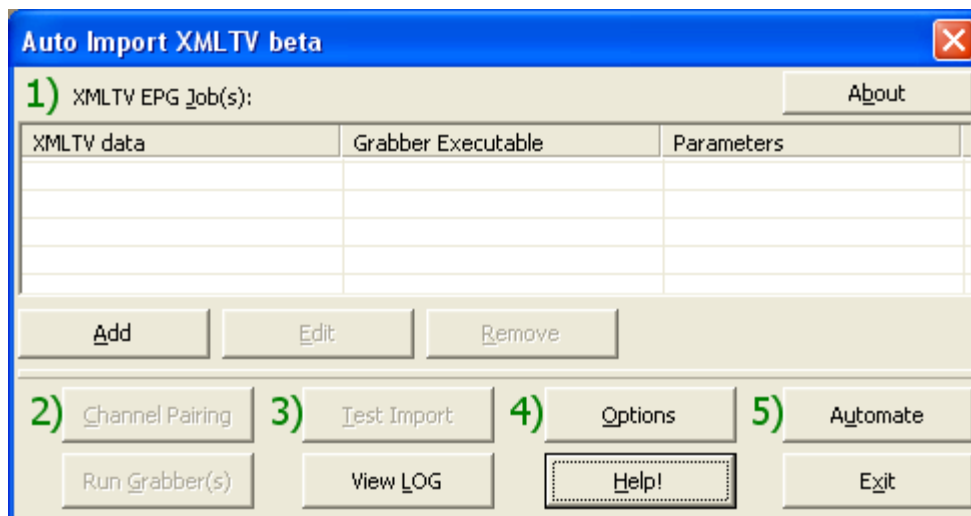 Auto Import XMLTV beta
1) XMLTV EPG Job(s): About
XMLTV data Grabber Executable Parameters
Add Edit Remove
2) Channel Pairing 3) Test Import 4) Options 5) Automate
Run Grabber(s) View LOG Help! Exit